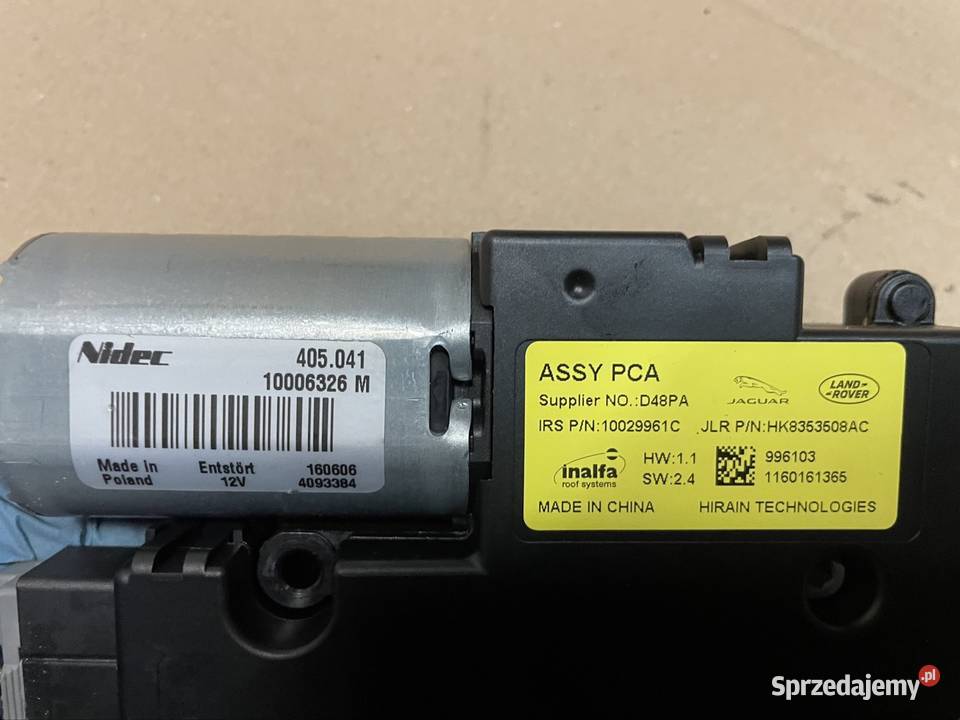 Nidec 405.041
10006326 M
Made in Poland Entstört 12V 160606 4093384
ASSY PCA
Supplier NO.:D48PA
JAGUAR
LAND-
-ROVER
IRS P/N:10029961C JLR P/N:HK8353508AC
inalfa
roof systems
HW:1.1 996103
SW:2.4 1160161365
MADE IN CHINA HIRAIN TECHNOLOGIES
Sprzedajemy.pl